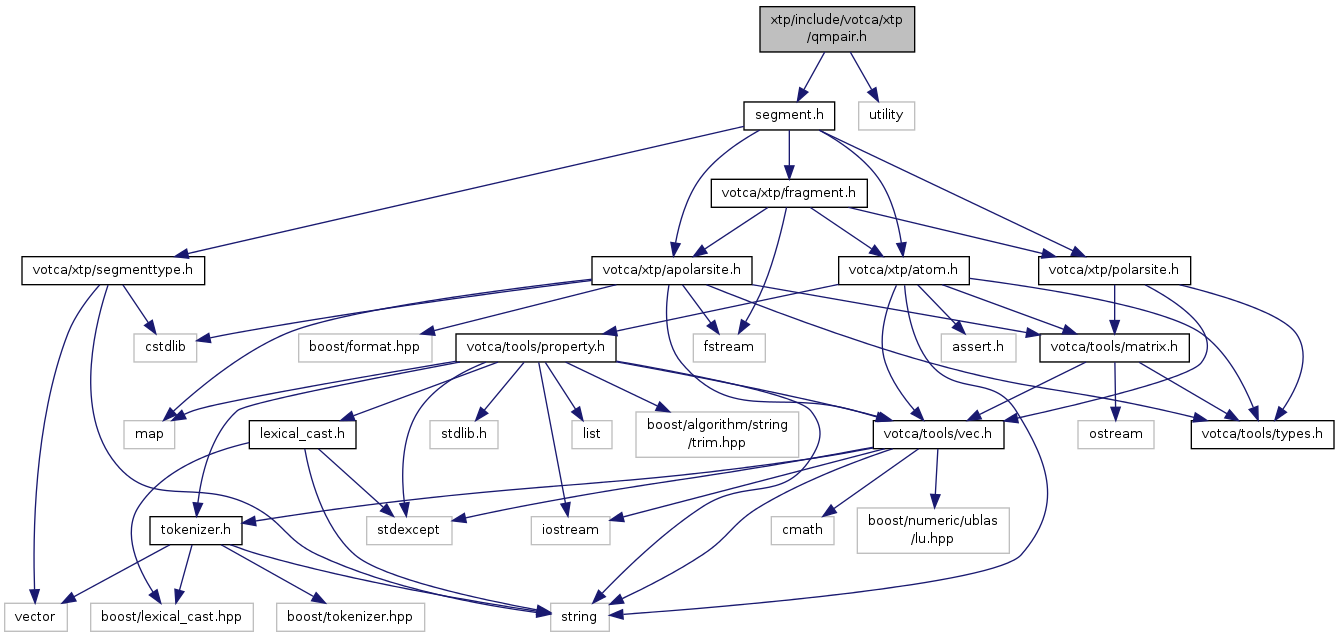 xtp/include/votca/xtp
/qmpair.h
segment.h
utility
votca/xtp/fragment.h
votca/xtp/segmenttype.h
votca/xtp/apolarsite.h
votca/xtp/atom.h
votca/xtp/polarsite.h
cstdlib
boost/format.hpp
votca/tools/property.h
fstream
assert.h
votca/tools/matrix.h
map
lexical_cast.h
stdlib.h
list
boost/algorithm/string
/trim.hpp
votca/tools/vec.h
ostream
votca/tools/types.h
tokenizer.h
stdexcept
iostream
cmath
boost/numeric/ublas
/lu.hpp
vector
boost/lexical_cast.hpp
boost/tokenizer.hpp
string